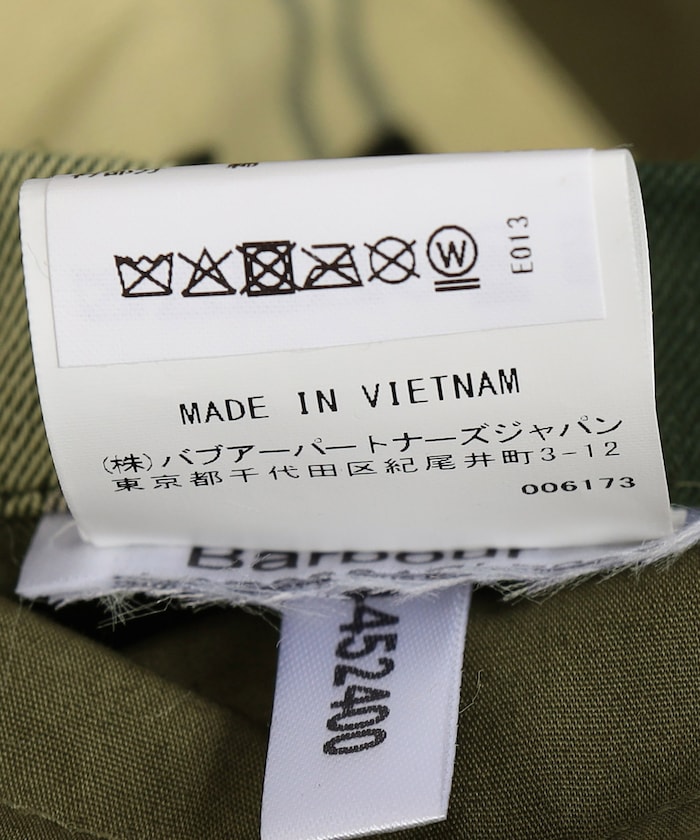 W
E013
MADE IN VIETNAM
(株)バブアーパートナーズジャパン
東京都千代田区紀尾井町3-12
006173
Barbour
452400